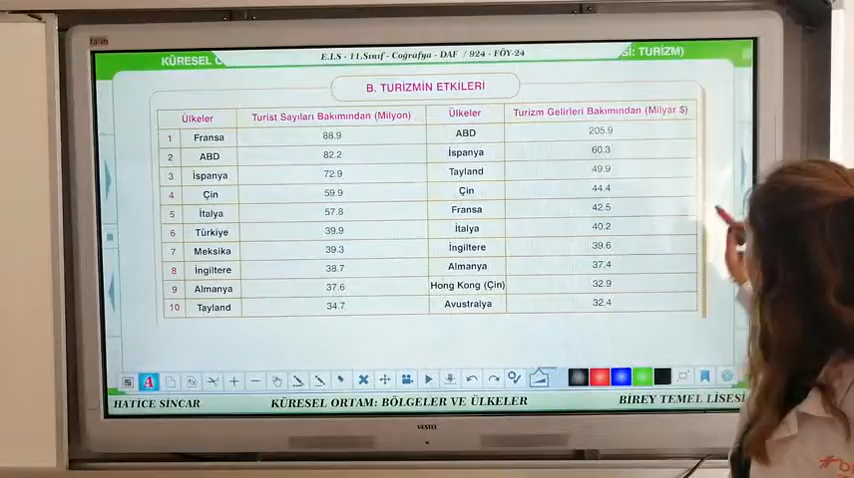 KÜRESEL
E.I.S - 11.Sınıf - Coğrafya - DAF / 924 - FÖY-24
Sİ: TURİZM)
B. TURİZMİN ETKİLERİ
Ülkeler Turist Sayıları Bakımından (Milyon) Ülkeler Turizm Gelirleri Bakımından (Milyar $)
1 Fransa 88.9 ABD 205.9
2 ABD 82.2 İspanya 60.3
3 İspanya 72.9 Tayland 49.9
4 Çin 59.9 Çin 44.4
5 İtalya 57.8 Fransa 42.5
6 Türkiye 39.9 İtalya 40.2
7 Meksika 39.3 İngiltere 39.6
8 İngiltere 38.7 Almanya 37.4
9 Almanya 37.6 Hong Kong (Çin) 32.9
10 Tayland 34.7 Avustralya 32.4
A
HATİCE SİNCAR KÜRESEL ORTAM: BÖLGELER VE ÜLKELER BİREY TEMEL LİSESİ
VESTEL